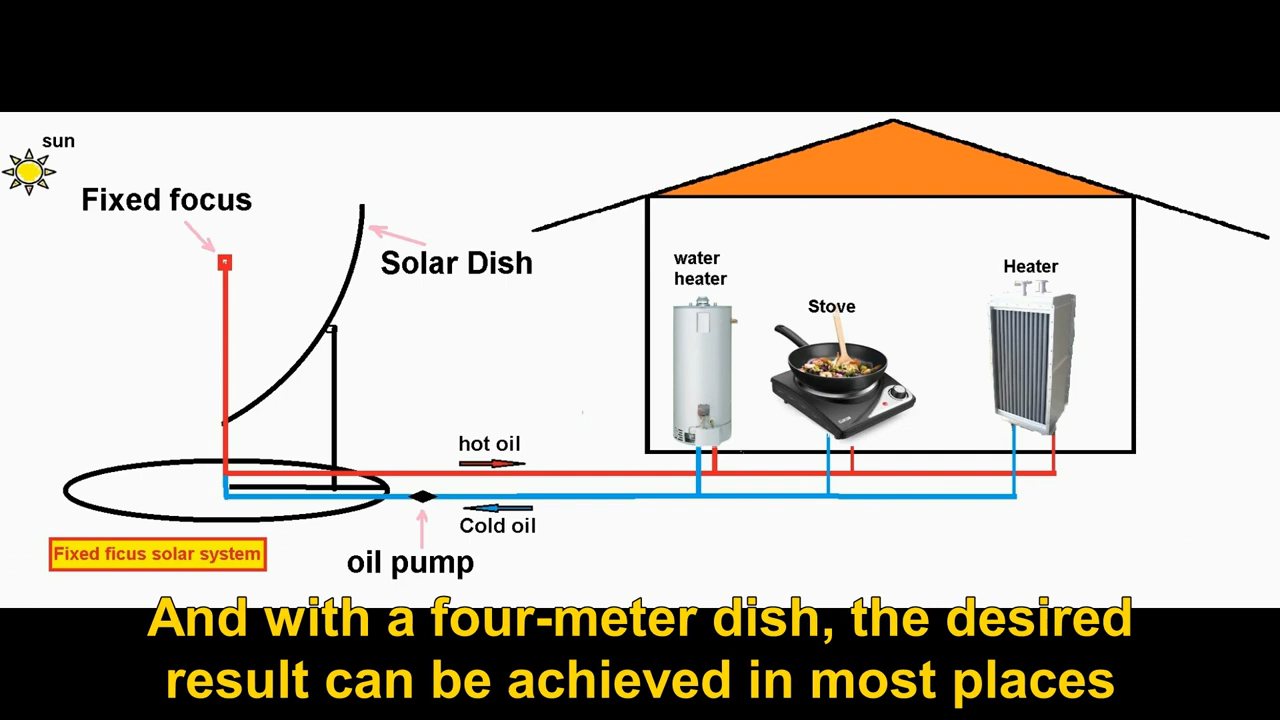 sun
Fixed focus
Solar Dish
water
heater
Stove
Heater
hot oil
Cold oil
oil pump
Fixed ficus solar system
And with a four-meter dish, the desired
result can be achieved in most places